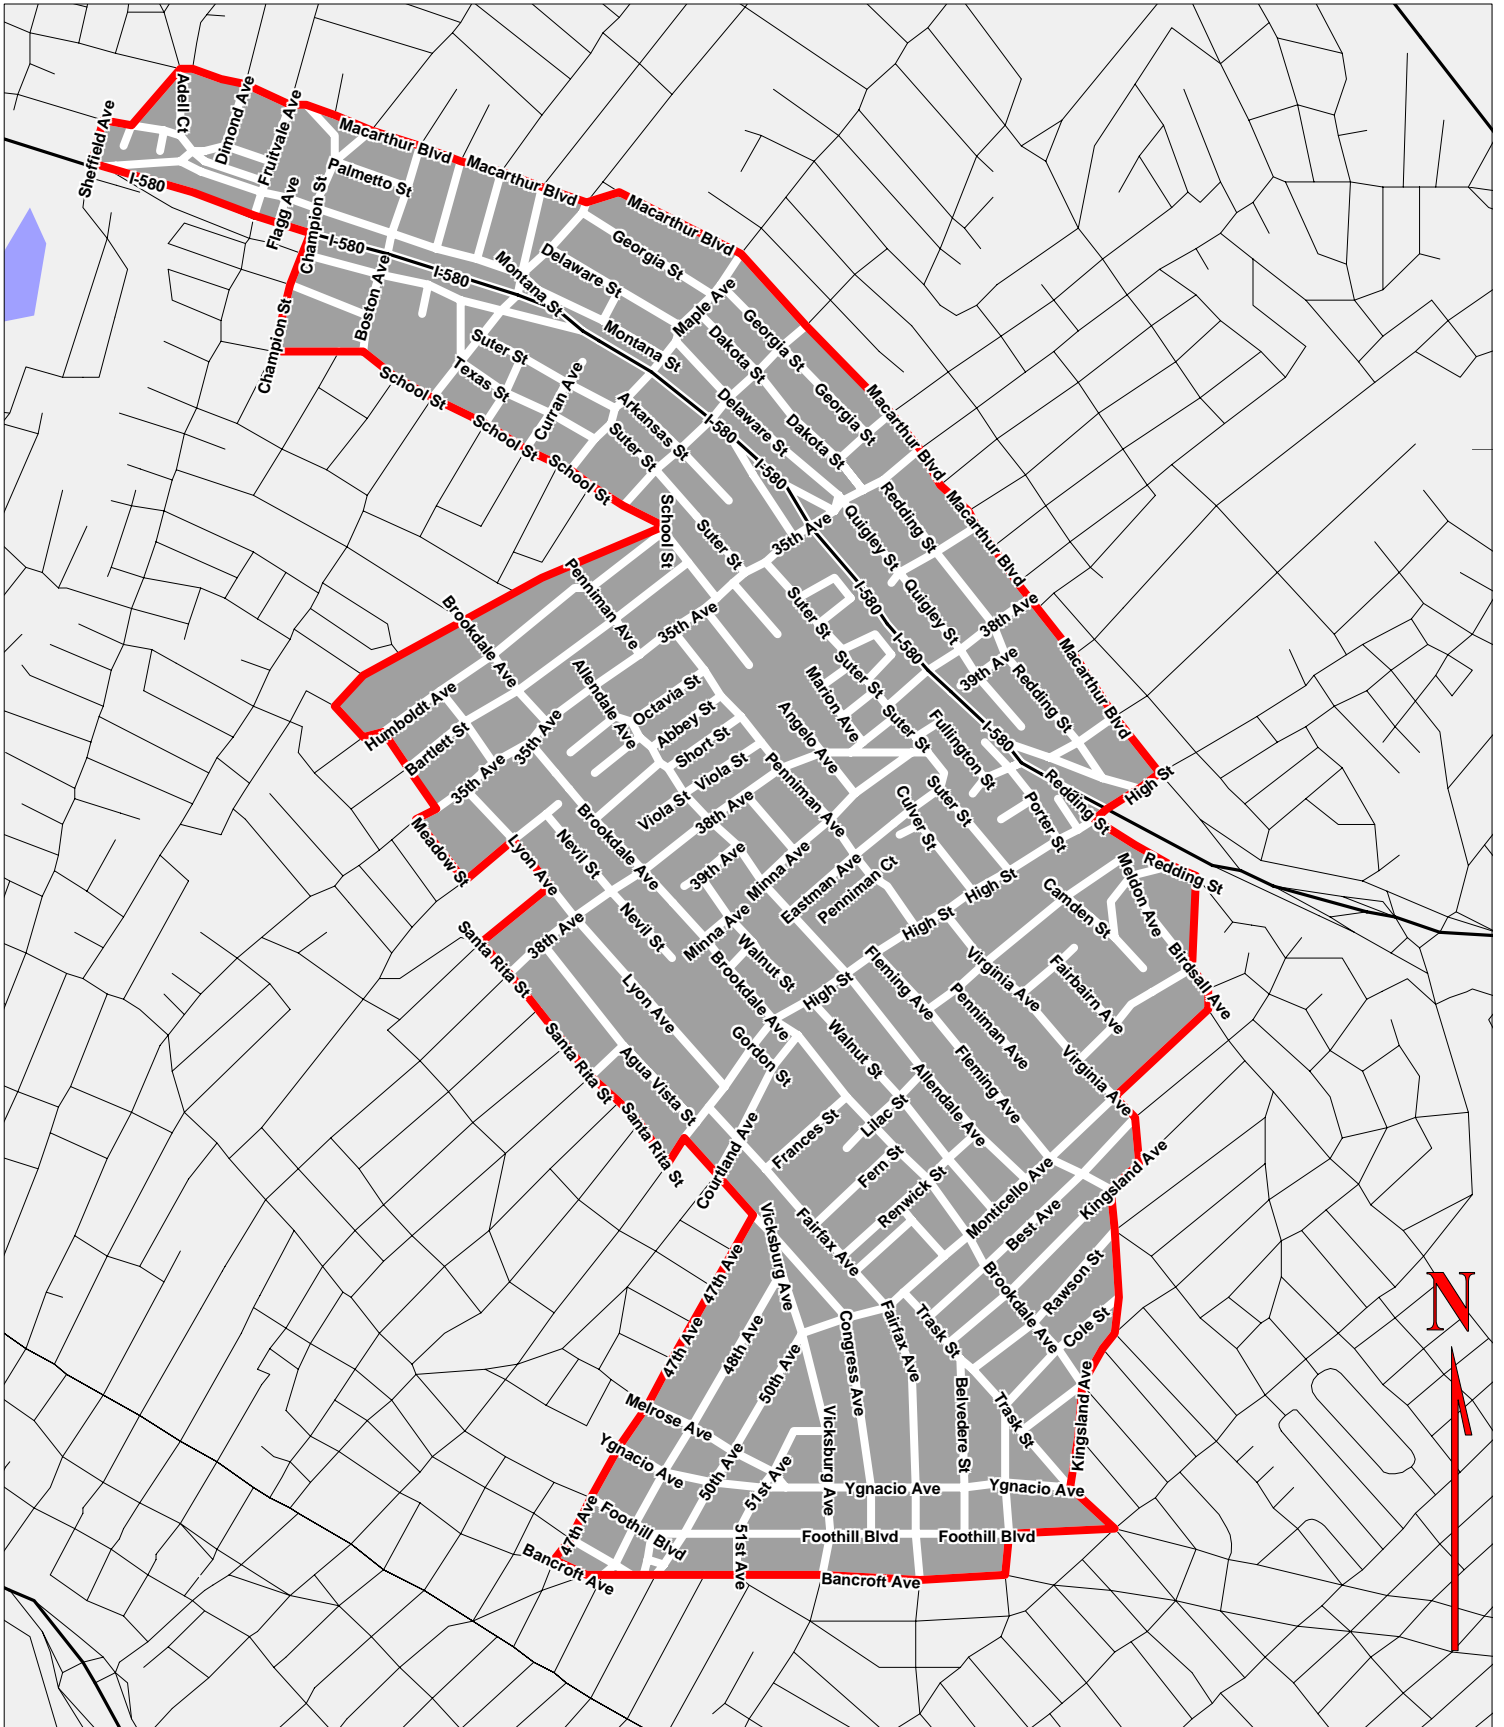 Adell Ct
Dimond Ave
Sheffield Ave
Fruitvale Ave
Macarthur Blvd
Macarthur Blvd
Palmetto St
I-580
Flagg Ave
Champion St
Macarthur Blvd
I-580
Georgia St
Delaware St
Montana St
I-580
Boston Ave
Maple Ave
Champion St
Georgia St
Montana St
Dakota St
Suter St
Texas St
School St
Curran Ave
Arkansas St
Delaware St
Georgia St
Macarthur Blvd
I-580
Dakota St
School St
Suter St
School St
I-580
Redding St
Macarthur Blvd
School St
Suter St
35th Ave
Quigley St
Penniman Ave
I-580
Quigley St
38th Ave
Brookdale Ave
35th Ave
Suter St
I-580
Macarthur Blvd
Allendale Ave
Octavia St
Suter St
39th Ave
Redding St
Marion Ave
Humboldt Ave
Abbey St
Angelo Ave
Suter St
Fullington St
I-580
Bartlett St
35th Ave
Short St
Viola St
35th Ave
Viola St
38th Ave
Penniman Ave
Culver St
Suter St
Porter St
Redding St
High St
Meadow St
Lyon Ave
Nevil St
Brookdale Ave
39th Ave
Minna Ave
Eastman Ave
Penniman Ct
High St
Redding St
Meldon Ave
Camden St
38th Ave
Nevil St
Minna Ave
High St
Santa Rita St
Walnut St
Brookdale Ave
Fleming Ave
Virginia Ave
Fairbairn Ave
Birdsall Ave
Lyon Ave
High St
Penniman Ave
Santa Rita St
Gordon St
Walnut St
Fleming Ave
Virginia Ave
Agua Vista St
Allendale Ave
Santa Rita St
Courtland Ave
Frances St
Lilac St
Fern St
Renwick St
Monticello Ave
Kingsland Ave
Best Ave
Vicksburg Ave
Fairfax Ave
47th Ave
Brookdale Ave
Rawson St
Cole St
47th Ave
48th Ave
50th Ave
Congress Ave
Fairfax Ave
Trask St
Belvedere St
Trask St
Kingsland Ave
Melrose Ave
Vicksburg Ave
Ygnacio Ave
50th Ave
51st Ave
Ygnacio Ave
Ygnacio Ave
47th Ave
Foothill Blvd
Foothill Blvd
Foothill Blvd
51st Ave
Bancroft Ave
Bancroft Ave
N